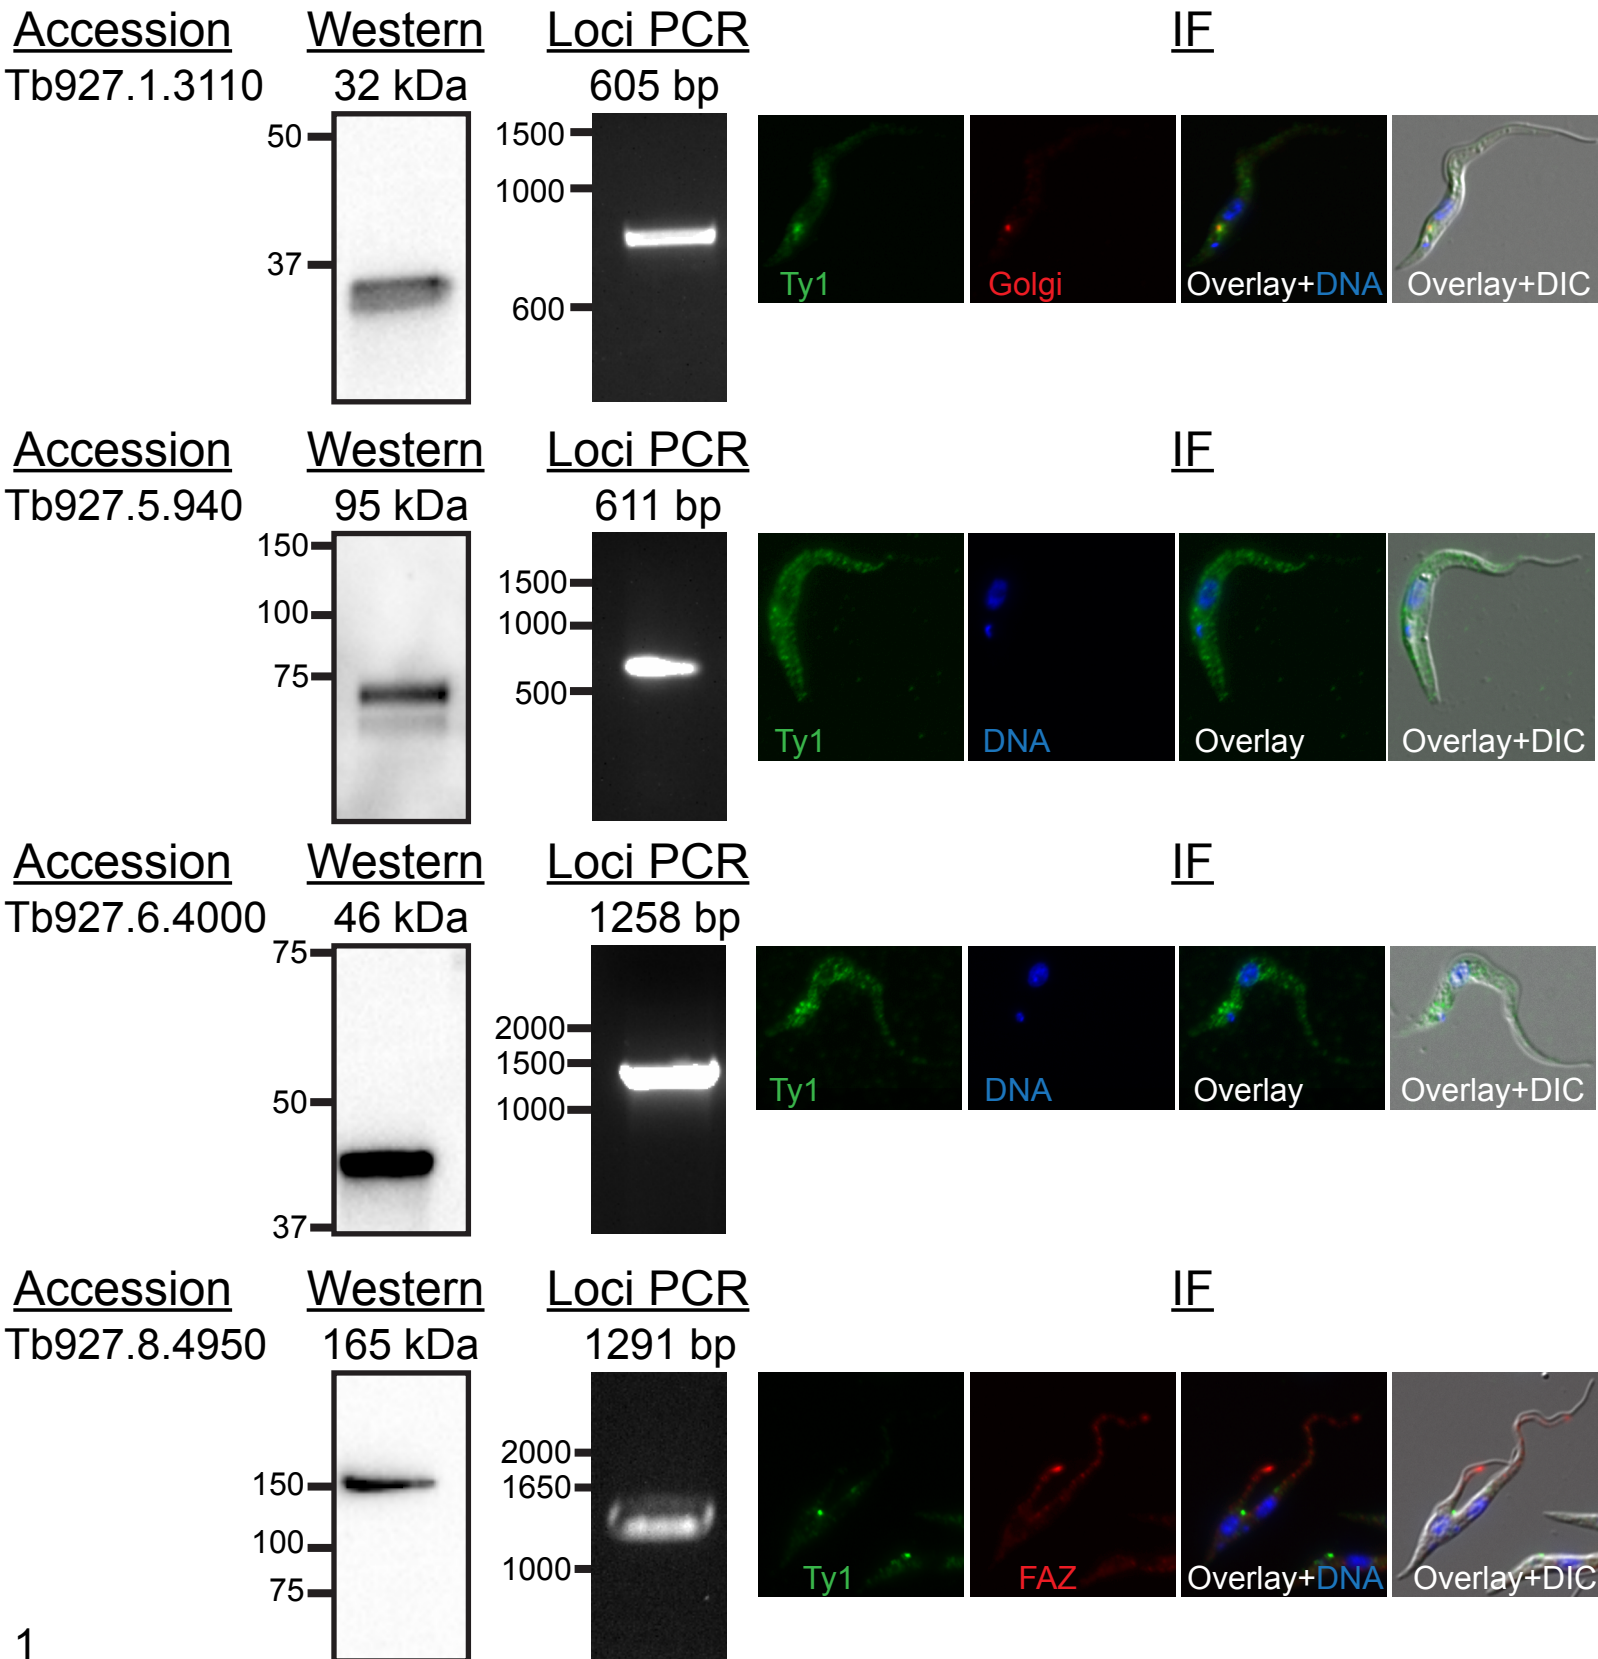 Accession Western Loci PCR IF
Tb927.1.3110 32 kDa 605 bp
50
37
1500
1000
600
Ty1 Golgi Overlay+DNA Overlay+DIC
Accession Western Loci PCR IF
Tb927.5.940 95 kDa 611 bp
150
100
75
1500
1000
500
Ty1 DNA Overlay Overlay+DIC
Accession Western Loci PCR IF
Tb927.6.4000 46 kDa 1258 bp
75
50
37
2000
1500
1000
Ty1 DNA Overlay Overlay+DIC
Accession Western Loci PCR IF
Tb927.8.4950 165 kDa 1291 bp
150
100
75
2000
1650
1000
Ty1 FAZ Overlay+DNA Overlay+DIC
1